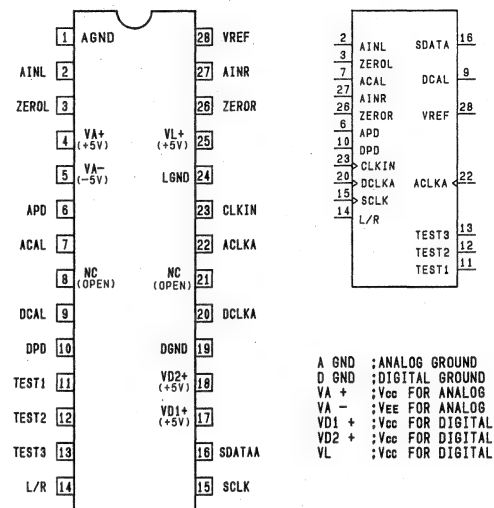 1 AGND 28 VREF
AINL 2 27 AINR
ZEROL 3 26 ZEROR
4 VA+ (+5V) VL+ (+5V) 25
5 VA- (-5V) LGND 24
APD 6 23 CLKIN
ACAL 7 22 ACLKA
8 NC (OPEN) NC (OPEN) 21
DCAL 9 20 DCLKA
DPD 10 DGND 19
TEST1 11 VD2+ (+5V) 18
TEST2 12 VD1+ (+5V) 17
TEST3 13 16 SDATAA
L/R 14 15 SCLK
2 AINL SDATA 16
3 ZEROL
7 ACAL DCAL 9
27 AINR
26 ZEROR VREF 28
6 APD
10 DPD
23 CLKIN
20 DCLKA ACLKA 22
15 SCLK
14 L/R
TEST3 13
TEST2 12
TEST1 11
A GND ;ANALOG GROUND
D GND ;DIGITAL GROUND
VA + ;Vcc FOR ANALOG
VA - ;VEE FOR ANALOG
VD1 + ;Vcc FOR DIGITAL
VD2 + ;Vcc FOR DIGITAL
VL ;Vcc FOR DIGITAL